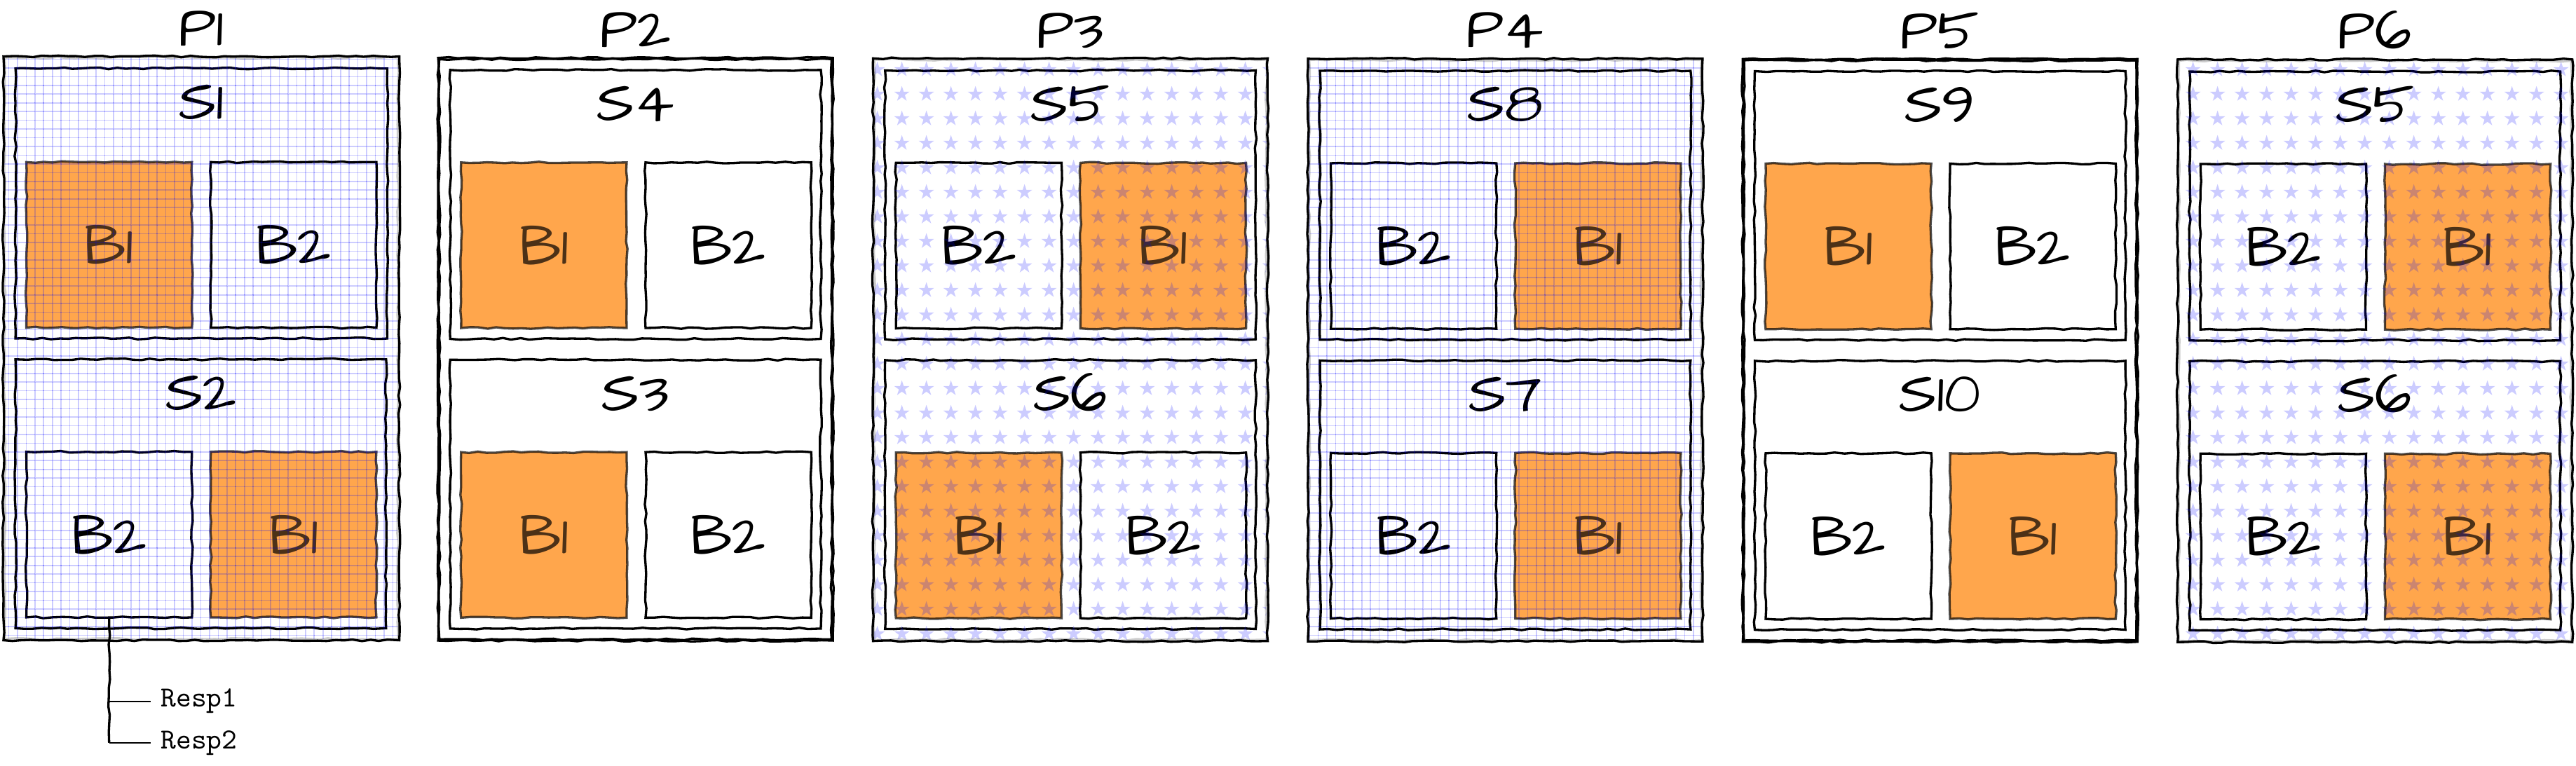 P1 P2 P3 P4 P5 P6
S1 S4 S5 S8 S9 S5
B1 B2 B1 B2 B2 B1 B2 B1 B1 B2 B2 B1
S2 S3 S6 S7 S10 S6
B2 B1 B1 B2 B1 B2 B2 B1 B2 B1 B2 B1
Resp1
Resp2